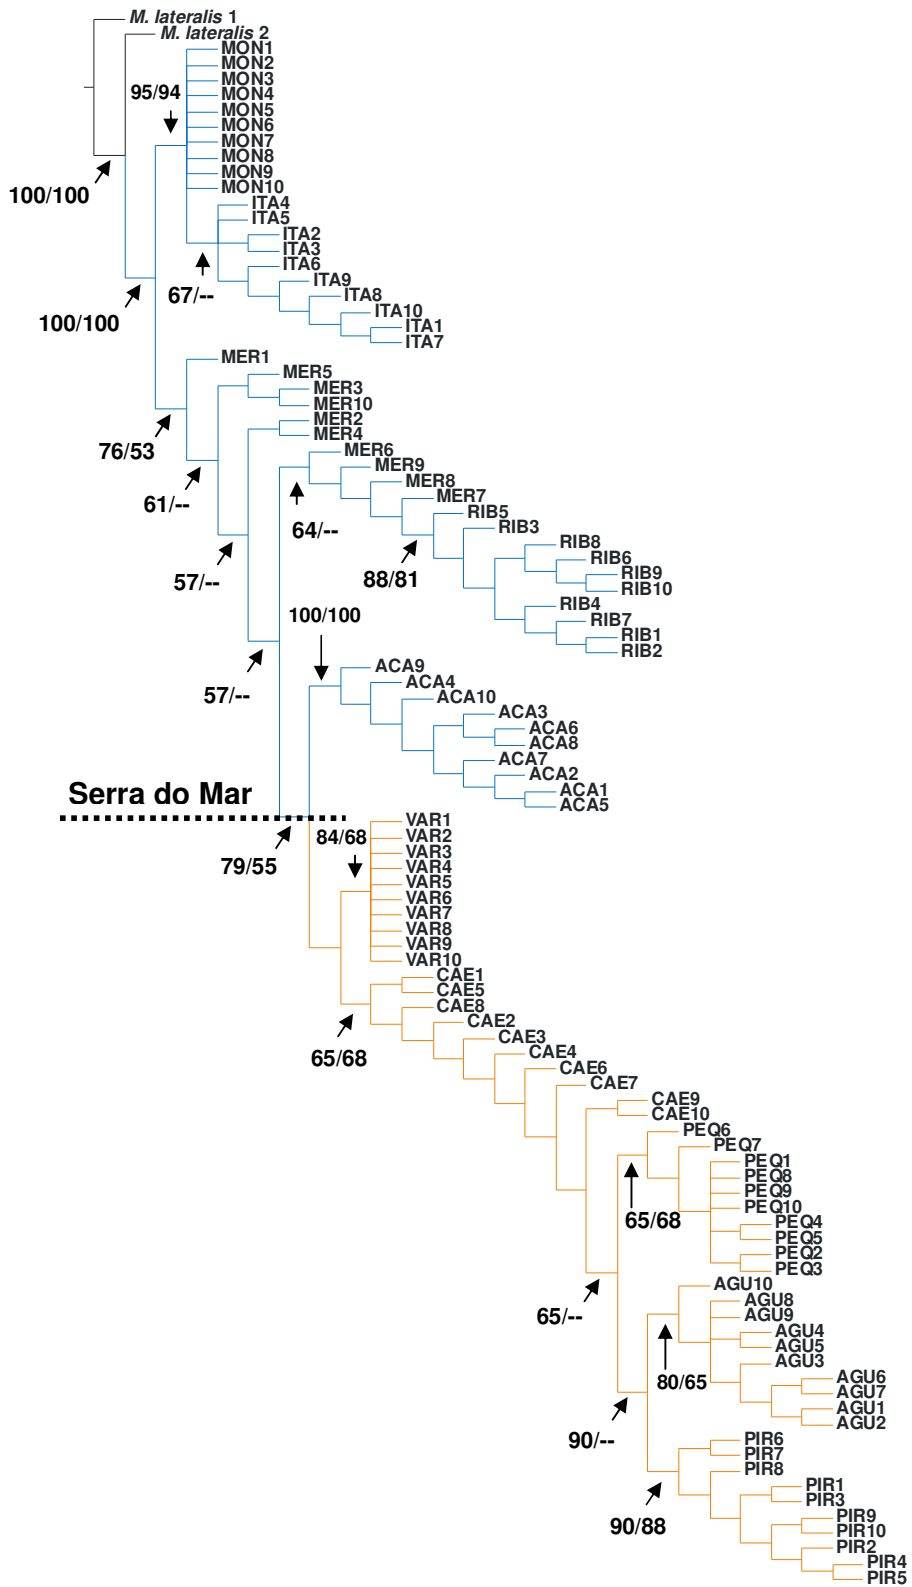 M. lateralis 1
M. lateralis 2
MON1
MON2
MON3
MON4
95/94
MON5
MON6
MON7
MON8
MON9
MON10
100/100
ITA4
ITA5
ITA2
ITA3
ITA6
ITA9
67/--
ITA8
ITA10
100/100
ITA1
ITA7
MER1
MER5
MER3
MER10
MER2
MER4
76/53
MER6
MER9
MER8
MER7
61/--
RIB5
RIB3
64/--
RIB8
RIB6
RIB9
88/81
57/--
RIB10
RIB4
100/100
RIB7
RIB1
RIB2
ACA9
ACA4
57/--
ACA10
ACA3
ACA6
ACA8
ACA7
ACA2
ACA1
Serra do Mar
ACA5
VAR1
84/68
VAR2
VAR3
79/55
VAR4
VAR5
VAR6
VAR7
VAR8
VAR9
VAR10
CAE1
CAE5
CAE8
CAE2
CAE3
CAE4
65/68
CAE6
CAE7
CAE9
CAE10
PEQ6
PEQ7
PEQ1
PEQ8
PEQ9
PEQ10
65/68
PEQ4
PEQ5
PEQ2
PEQ3
AGU10
AGU8
AGU9
65/--
AGU4
AGU5
AGU3
AGU6
80/65
AGU7
AGU1
AGU2
90/--
PIR6
PIR7
PIR8
PIR1
PIR3
PIR9
90/88
PIR10
PIR2
PIR4
PIR5